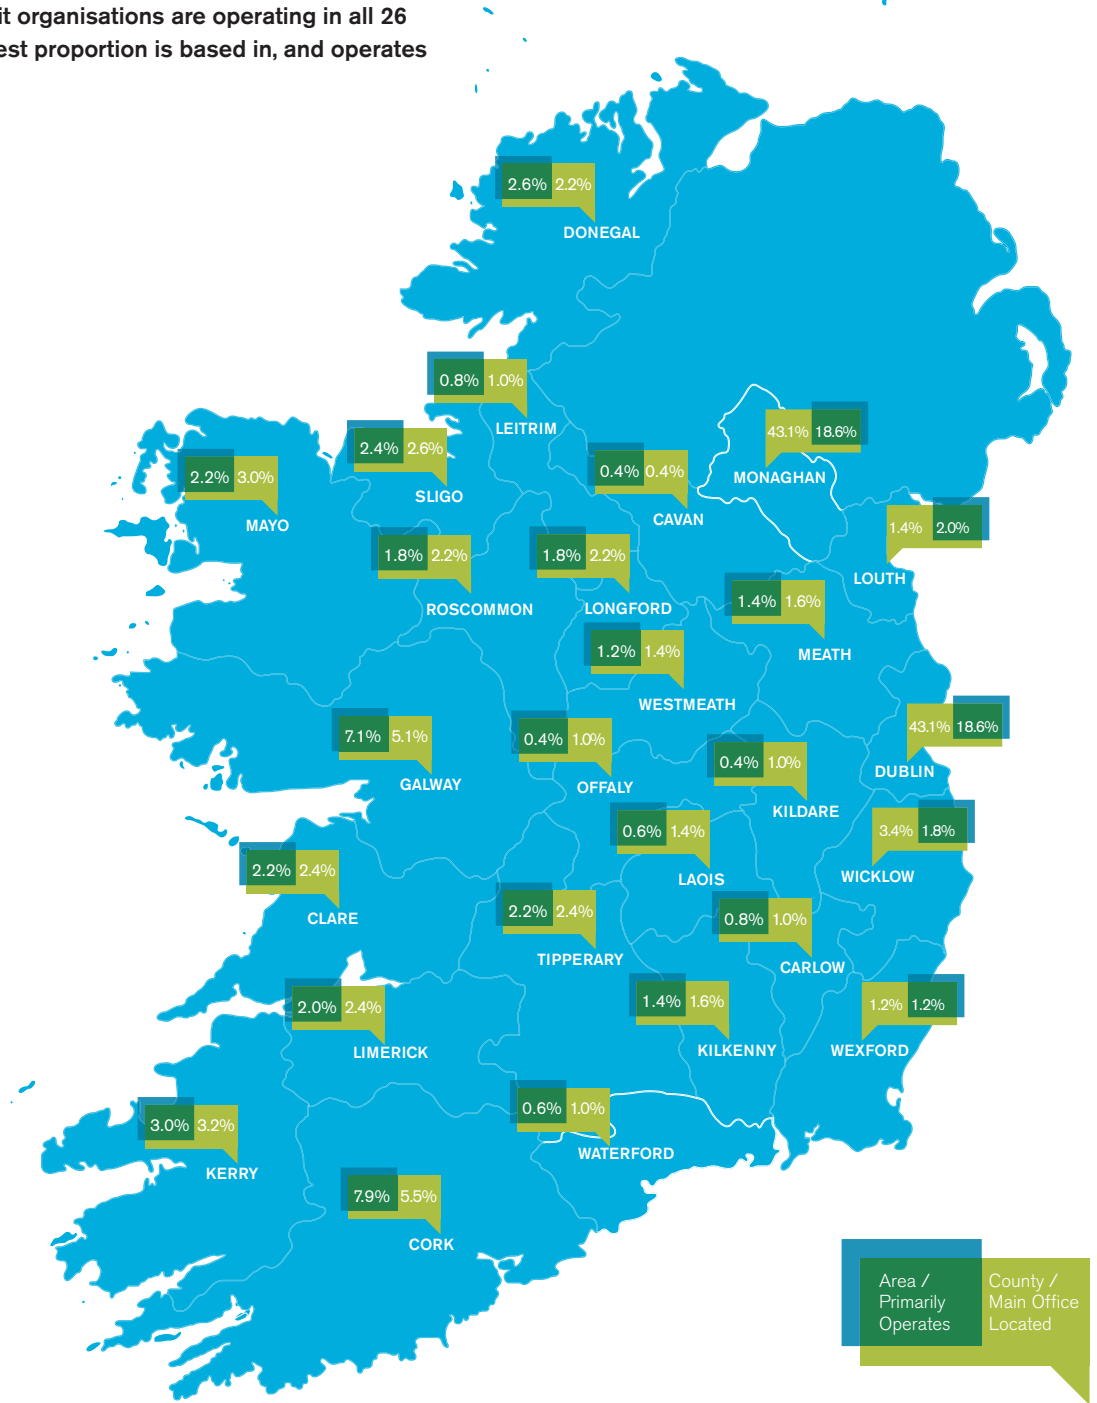 it organisations are operating in all 26
est proportion is based in, and operates
2.6% 2.2%
DONEGAL
0.8% 1.0%
LEITRIM
2.4% 2.6%
SLIGO
43.1% 18.6%
MONAGHAN
2.2% 3.0%
MAYO
0.4% 0.4%
CAVAN
1.4% 2.0%
LOUTH
1.8% 2.2%
ROSCOMMON
1.8% 2.2%
LONGFORD
1.4% 1.6%
MEATH
1.2% 1.4%
WESTMEATH
7.1% 5.1%
GALWAY
0.4% 1.0%
OFFALY
43.1% 18.6%
DUBLIN
0.4% 1.0%
KILDARE
0.6% 1.4%
LAOIS
3.4% 1.8%
WICKLOW
2.2% 2.4%
CLARE
2.2% 2.4%
TIPPERARY
0.8% 1.0%
CARLOW
2.0% 2.4%
LIMERICK
1.4% 1.6%
KILKENNY
1.2% 1.2%
WEXFORD
3.0% 3.2%
KERRY
0.6% 1.0%
WATERFORD
7.9% 5.5%
CORK
Area /
Primarily
Operates
County /
Main Office
Located